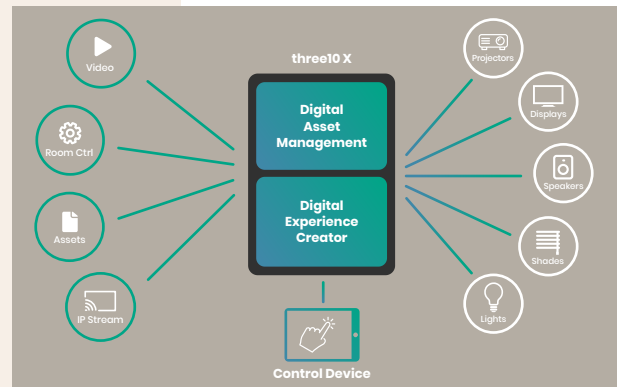 three10 X
Video
Room Ctrl
Assets
IP Stream
Digital
Asset
Management
Digital
Experience
Creator
Projectors
Displays
Speakers
Shades
Lights
Control Device